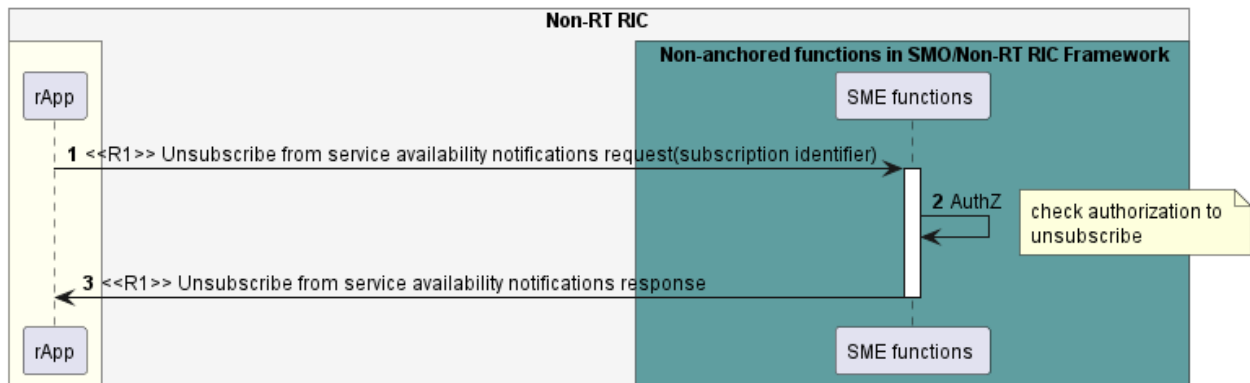 Non-RT RIC
Non-anchored functions in SMO/Non-RT RIC Framework
rApp
SME functions
1 <<R1>> Unsubscribe from service availability notifications request(subscription identifier)
2 AuthZ
check authorization to
unsubscribe
3 <<R1>> Unsubscribe from service availability notifications response
rApp
SME functions